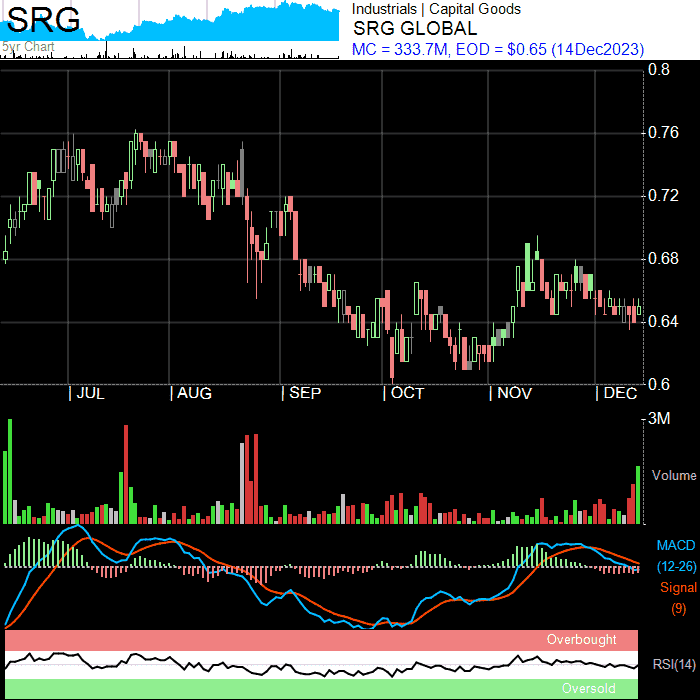 SRG
5yr Chart
Industrials | Capital Goods
SRG GLOBAL
MC = 333.7M, EOD = $0.65 (14Dec2023)
0.8
0.76
0.72
0.68
0.64
0.6
JUL AUG SEP OCT NOV DEC
3M
Volume
MACD
(12-26)
Signal
(9)
Overbought
RSI(14)
Oversold